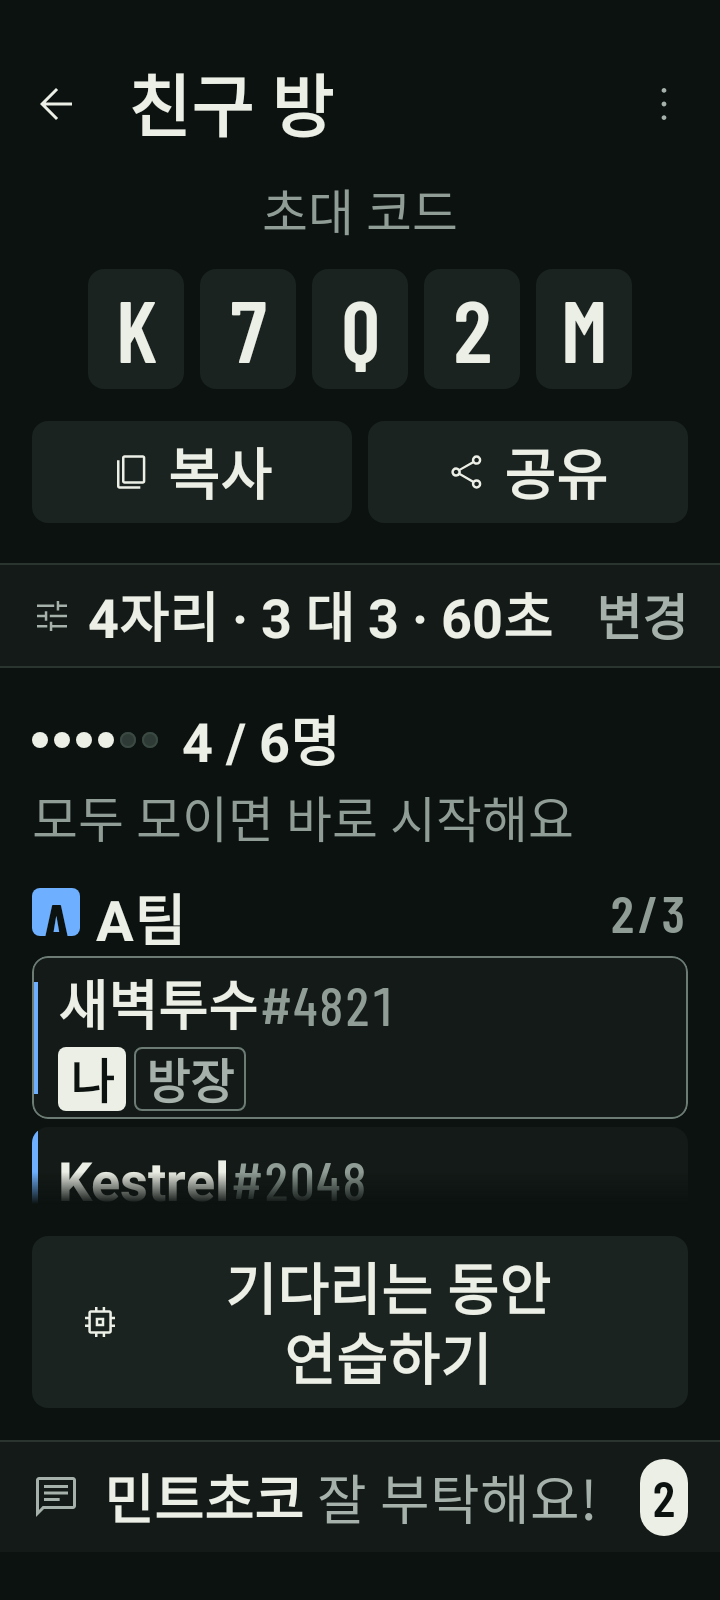 친구 방
초대 코드
K 7 Q 2 M
복사 공유
4자리 · 3 대 3 · 60초 변경
4 / 6명
모두 모이면 바로 시작해요
A A팀 2/3
새벽투수#4821
나 방장
Kestrel#2048
기다리는 동안
연습하기
민트초코 잘 부탁해요! 2